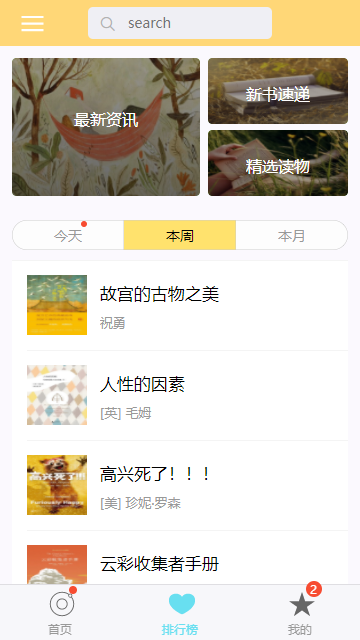 search
最新资讯
新书速递
精选读物
今天
本周
本月
故宫的古物之美
祝勇
人性的因素
[英] 毛姆
高兴死了！！！
[美] 珍妮·罗森
云彩收集者手册
2
首页
排行榜
我的